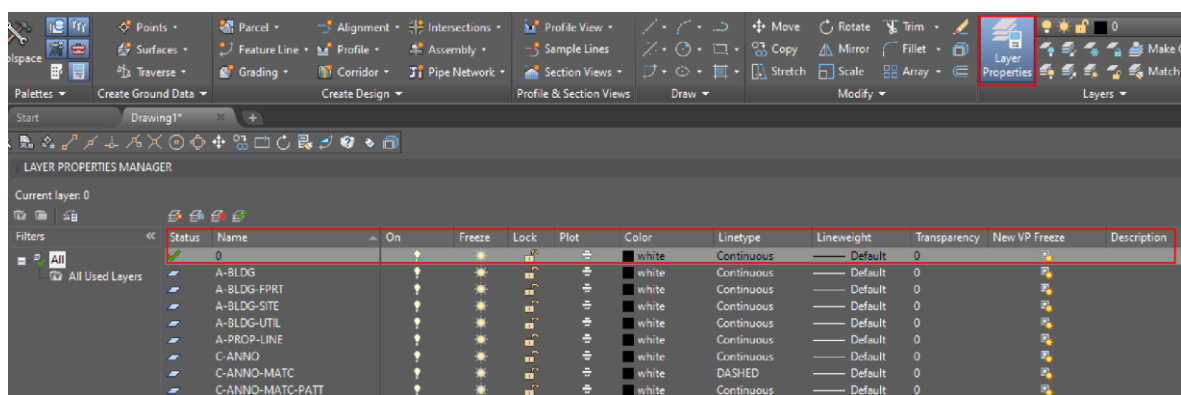 Points Parcel Alignment Intersections Profile View Move Rotate Trim 0
Surfaces Feature Line Profile Assembly Sample Lines Copy Mirror Fillet Layer Properties Make
Traverse Grading Corridor Pipe Network Section Views Stretch Scale Array Match
Palettes Create Ground Data Create Design Profile & Section Views Draw Modify Layers
Start Drawing1* +
LAYER PROPERTIES MANAGER
Current layer: 0
Filters « Status Name On Freeze Lock Plot Color Linetype Lineweight Transparency New VP Freeze Description
All 0 white Continuous Default 0
All Used Layers A-BLDG white Continuous Default 0
A-BLDG-FPRT white Continuous Default 0
A-BLDG-SITE white Continuous Default 0
A-BLDG-UTIL white Continuous Default 0
A-PROP-LINE white Continuous Default 0
C-ANNO white Continuous Default 0
C-ANNO-MATC white DASHED Default 0
C-ANNO-MATC-PATT white Continuous Default 0